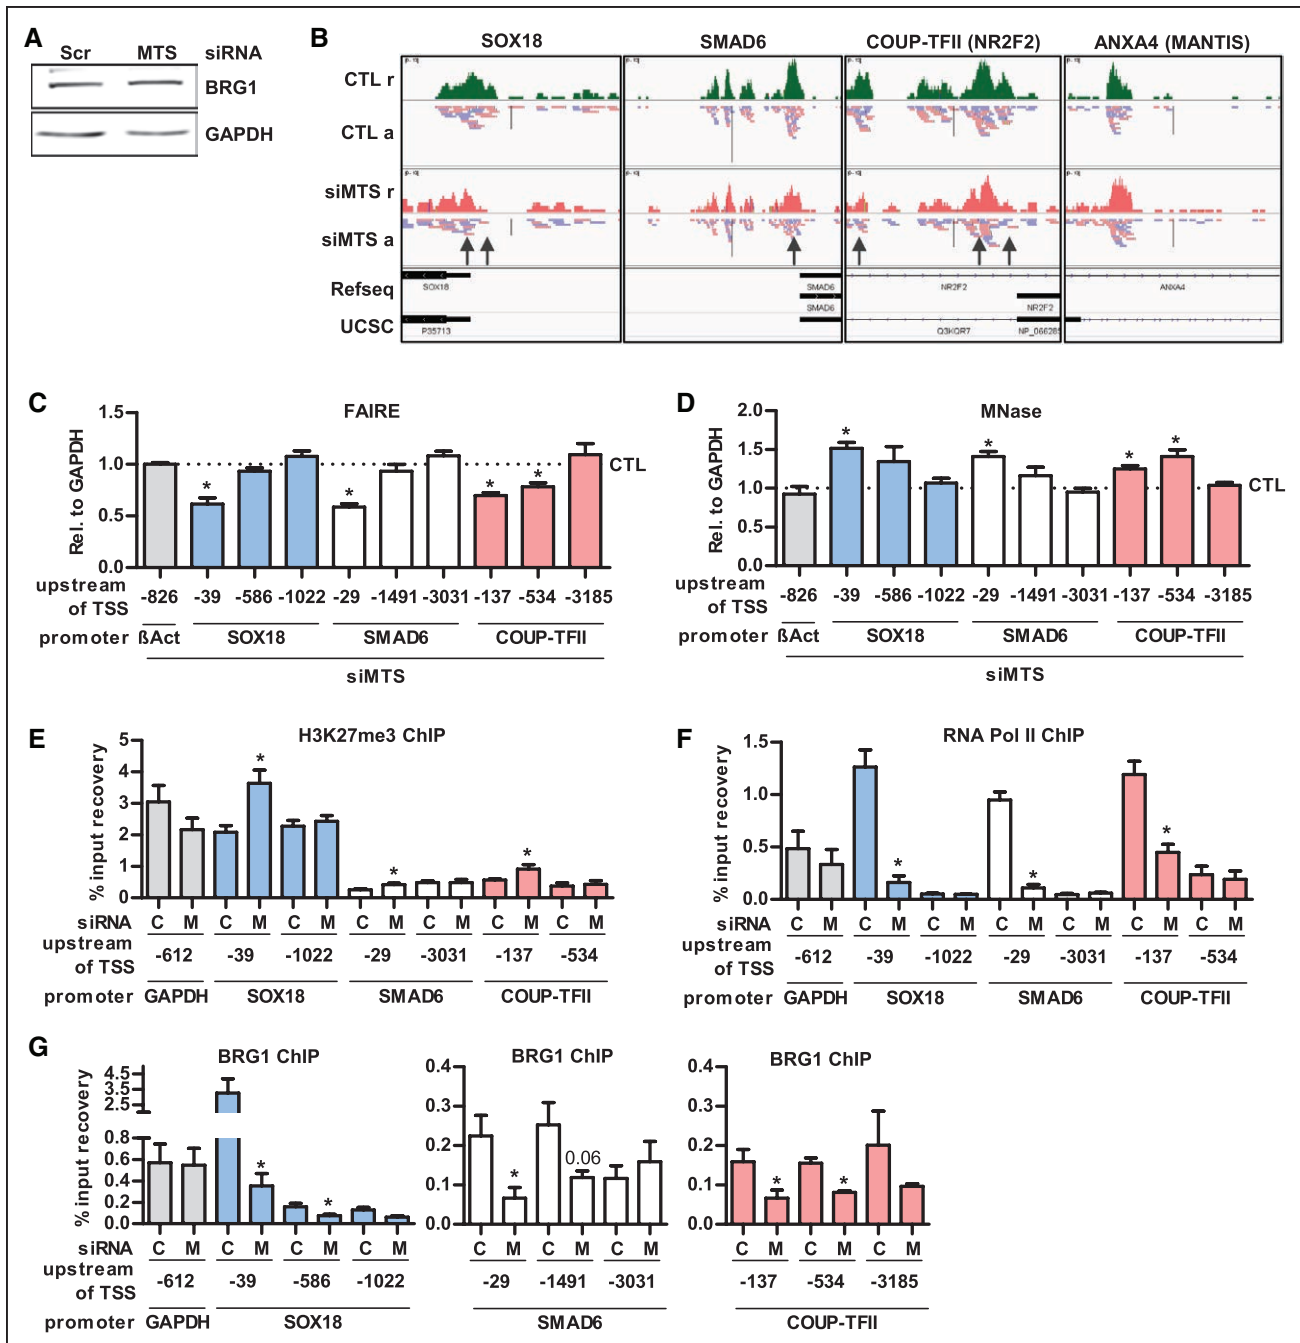 A
Scr MTS siRNA
BRG1
GAPDH
B
SOX18 SMAD6 COUP-TFII (NR2F2) ANXA4 (MANTIS)
CTL r
CTL a
siMTS r
siMTS a
Refseq
SOX18 SMAD6 NR2F2 ANXA4
SMAD6 NR2F2
UCSC
P35713 Q3KQR7 NP_06628
C
FAIRE
Rel. to GAPDH
1.5
1.0
0.5
0.0
CTL
* * * *
upstream of TSS
-826 -39 -586 -1022 -29 -1491 -3031 -137 -534 -3185
promoter ßAct SOX18 SMAD6 COUP-TFII
siMTS
D
MNase
Rel. to GAPDH
2.0
1.5
1.0
0.5
0.0
CTL
* * * *
upstream of TSS
-826 -39 -586 -1022 -29 -1491 -3031 -137 -534 -3185
promoter ßAct SOX18 SMAD6 COUP-TFII
siMTS
E
H3K27me3 ChIP
% input recovery
5
4
3
2
1
0
* * *
siRNA C M C M C M C M C M C M C M
upstream of TSS
-612 -39 -1022 -29 -3031 -137 -534
promoter GAPDH SOX18 SMAD6 COUP-TFII
F
RNA Pol II ChIP
% input recovery
1.5
1.0
0.5
0.0
* * *
siRNA C M C M C M C M C M C M C M
upstream of TSS
-612 -39 -1022 -29 -3031 -137 -534
promoter GAPDH SOX18 SMAD6 COUP-TFII
G
BRG1 ChIP
% input recovery
4.5
3.5
2.5
0.8
0.6
0.4
0.2
0.0
* *
siRNA C M C M C M C M
upstream of TSS
-612 -39 -586 -1022
promoter GAPDH SOX18
BRG1 ChIP
0.4
0.3
0.2
0.1
0.0
* 0.06
C M C M C M
-29 -1491 -3031
SMAD6
BRG1 ChIP
0.4
0.3
0.2
0.1
0.0
* *
C M C M C M
-137 -534 -3185
COUP-TFII